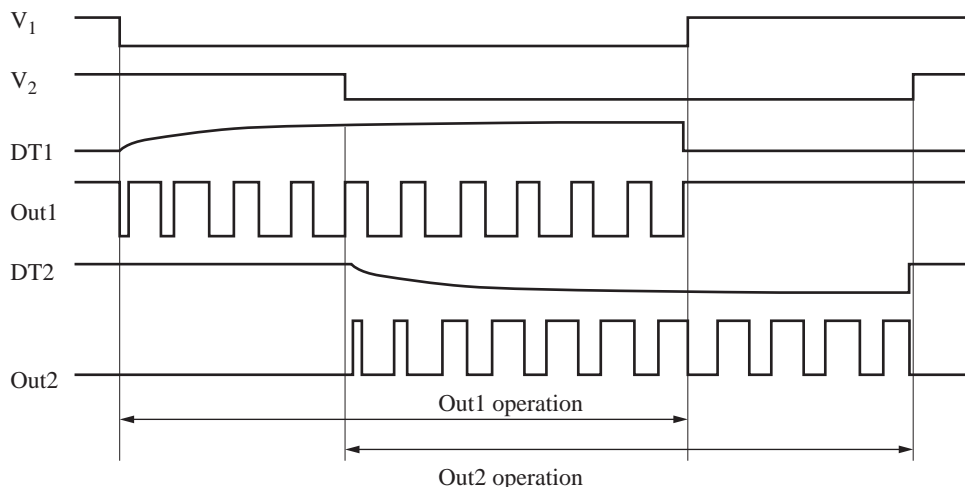 V1
V2
DT1
Out1
DT2
Out2
Out1 operation
Out2 operation